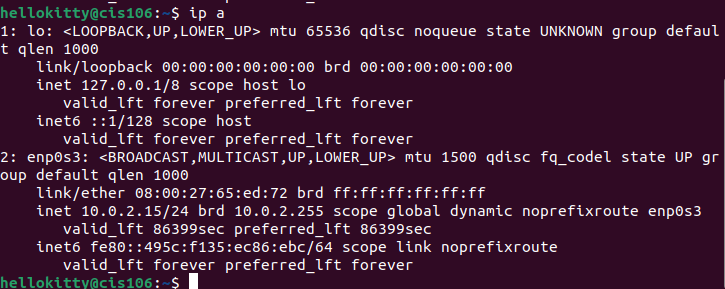 hellokitty@cis106:~$ ip a
1: lo: <LOOPBACK,UP,LOWER_UP> mtu 65536 qdisc noqueue state UNKNOWN group defaul
t qlen 1000
    link/loopback 00:00:00:00:00:00 brd 00:00:00:00:00:00
    inet 127.0.0.1/8 scope host lo
       valid_lft forever preferred_lft forever
    inet6 ::1/128 scope host
       valid_lft forever preferred_lft forever
2: enp0s3: <BROADCAST,MULTICAST,UP,LOWER_UP> mtu 1500 qdisc fq_codel state UP gr
oup default qlen 1000
    link/ether 08:00:27:65:ed:72 brd ff:ff:ff:ff:ff:ff
    inet 10.0.2.15/24 brd 10.0.2.255 scope global dynamic noprefixroute enp0s3
       valid_lft 86399sec preferred_lft 86399sec
    inet6 fe80::495c:f135:ec86:ebc/64 scope link noprefixroute
       valid_lft forever preferred_lft forever
hellokitty@cis106:~$